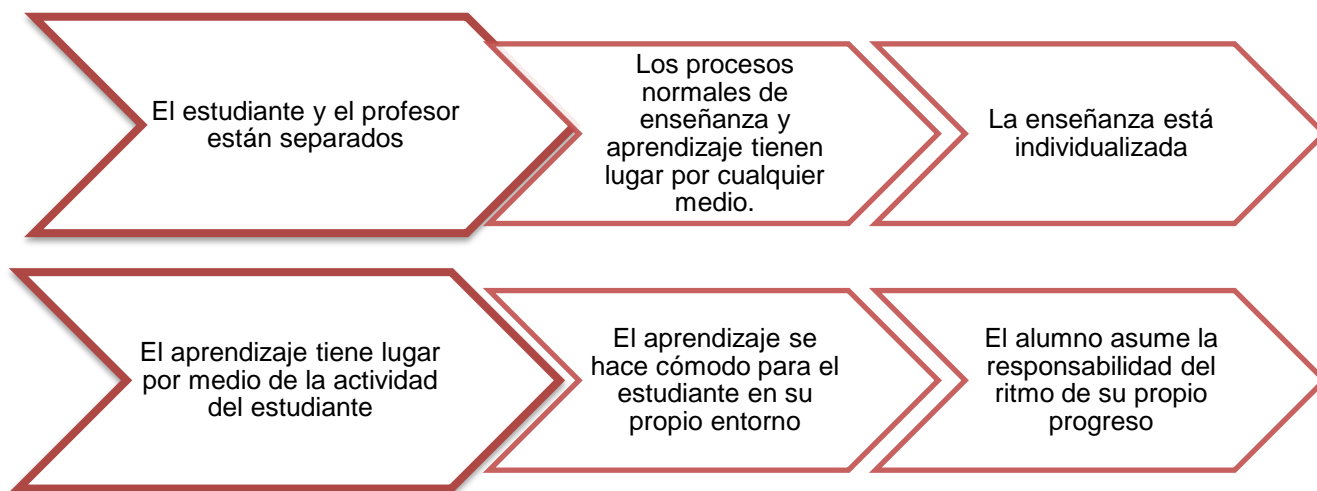 El estudiante y el profesor
están separados
Los procesos
normales de
enseñanza y
aprendizaje tienen
lugar por cualquier
medio.
La enseñanza está
individualizada
El aprendizaje tiene lugar
por medio de la actividad
del estudiante
El aprendizaje se
hace cómodo para el
estudiante en su
propio entorno
El alumno asume la
responsabilidad del
ritmo de su propio
progreso